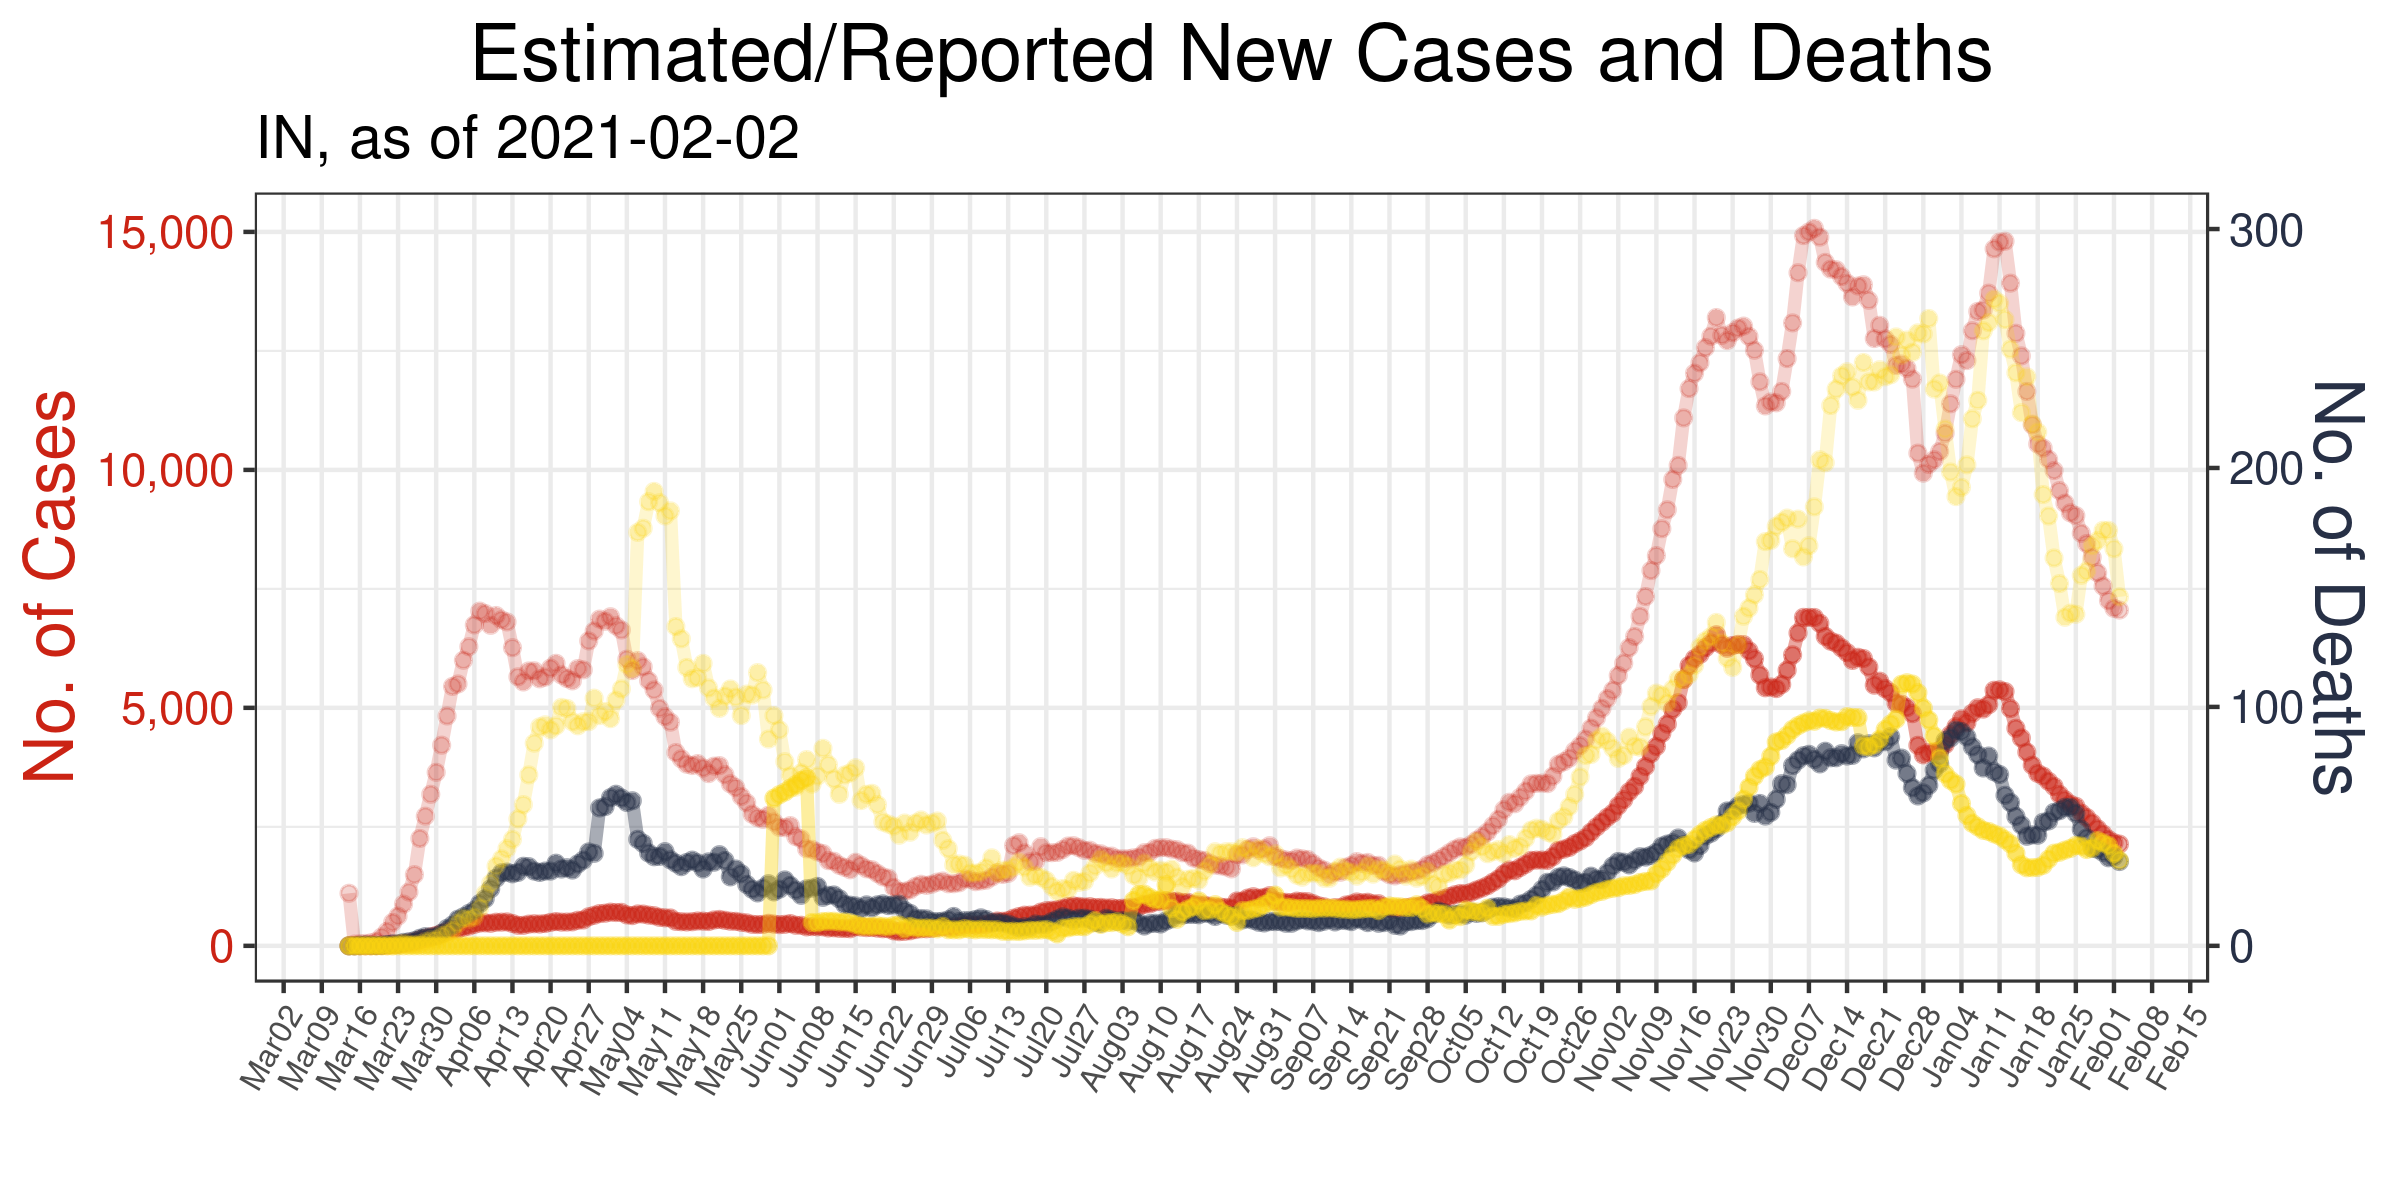 Estimated/Reported New Cases and Deaths
IN, as of 2021-02-02
No. of Cases
15,000
10,000
5,000
0
300
200
100
0
No. of Deaths
Mar02
Mar09
Mar16
Mar23
Mar30
Apr06
Apr13
Apr20
Apr27
May04
May11
May18
May25
Jun01
Jun08
Jun15
Jun22
Jun29
Jul06
Jul13
Jul20
Jul27
Aug03
Aug10
Aug17
Aug24
Aug31
Sep07
Sep14
Sep21
Sep28
Oct05
Oct12
Oct19
Oct26
Nov02
Nov09
Nov16
Nov23
Nov30
Dec07
Dec14
Dec21
Dec28
Jan04
Jan11
Jan18
Jan25
Feb01
Feb08
Feb15